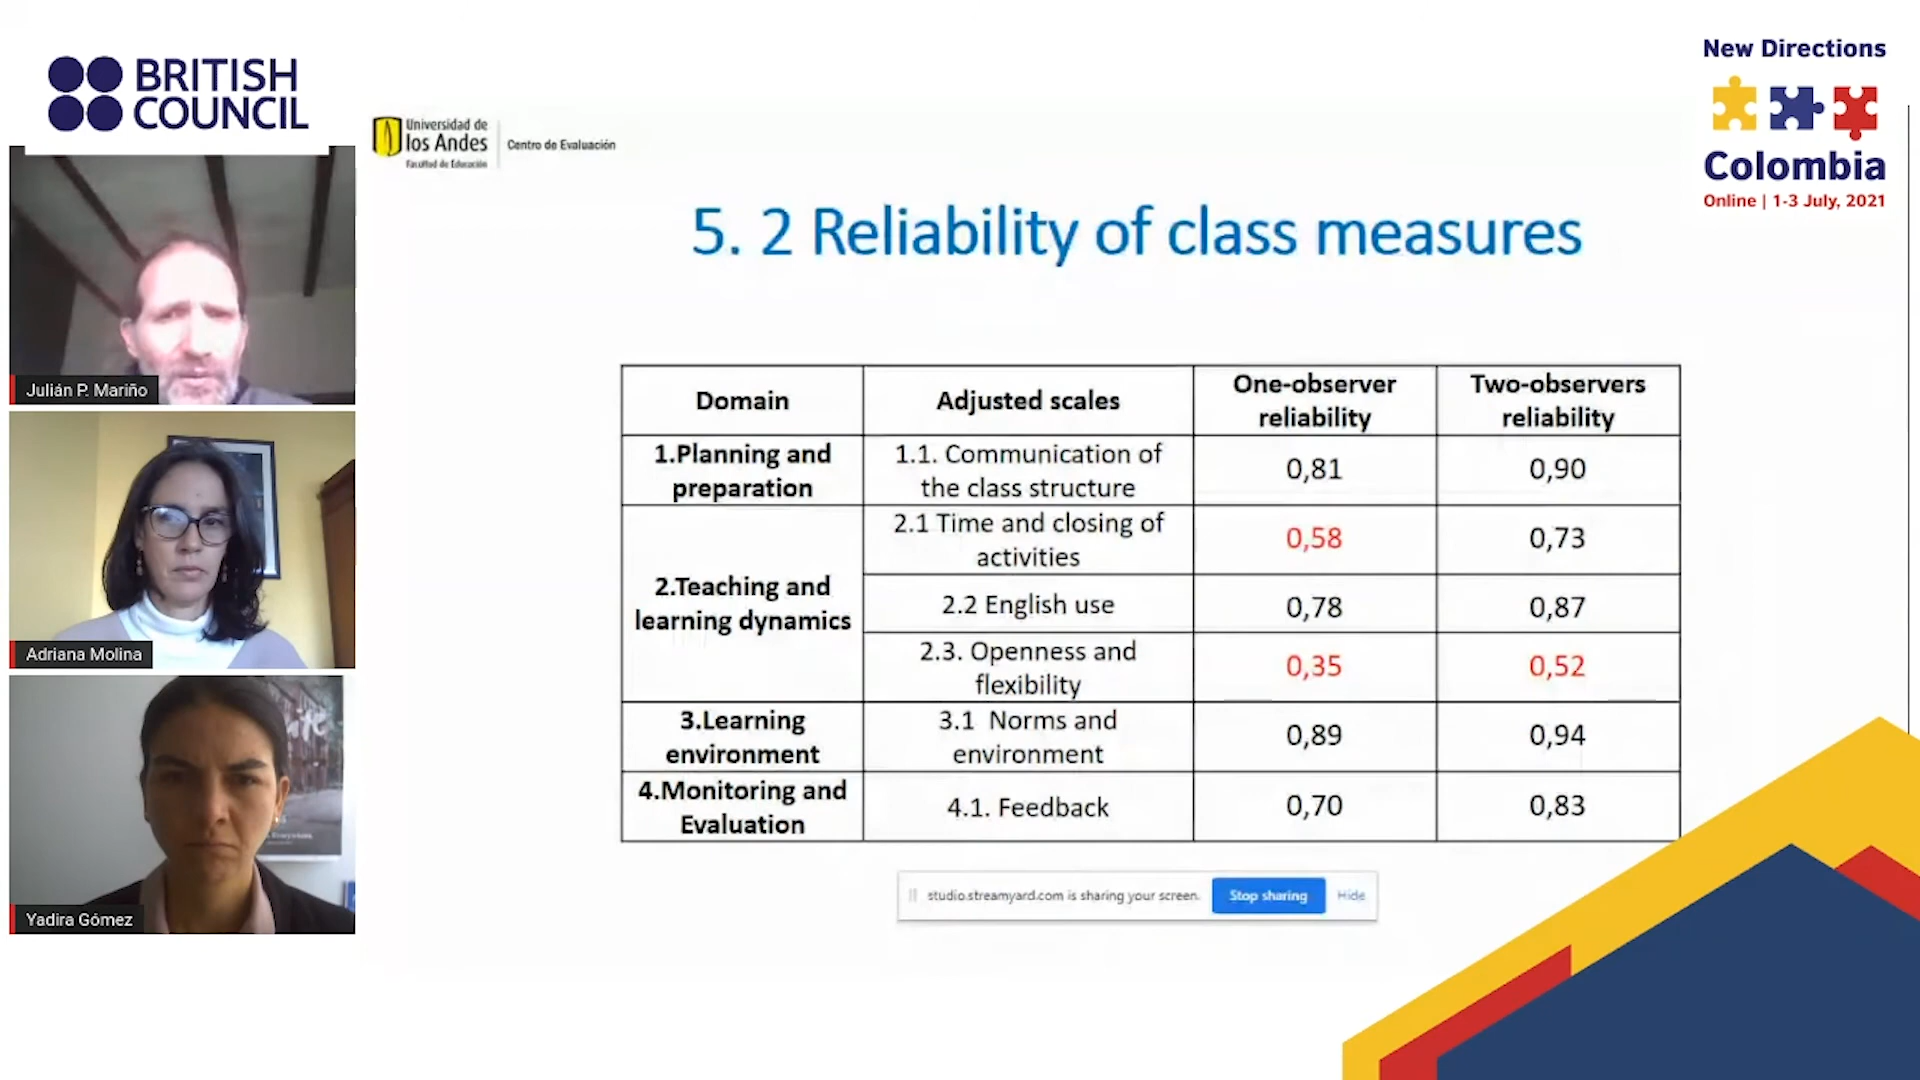 BRITISH
COUNCIL
New Directions
Colombia
Online | 1-3 July, 2021
Universidad de
los Andes
Facultad de Educación
Centro de Evaluación
5. 2 Reliability of class measures
Domain
Adjusted scales
One-observer
reliability
Two-observers
reliability
1.Planning and
preparation
1.1. Communication of
the class structure
0,81
0,90
2.Teaching and
learning dynamics
2.1 Time and closing of
activities
0,58
0,73
2.2 English use
0,78
0,87
2.3. Openness and
flexibility
0,35
0,52
3.Learning
environment
3.1 Norms and
environment
0,89
0,94
4.Monitoring and
Evaluation
4.1. Feedback
0,70
0,83
studio.streamyard.com is sharing your screen.
Stop sharing
Hide
Julián P. Mariño
Adriana Molina
Yadira Gómez